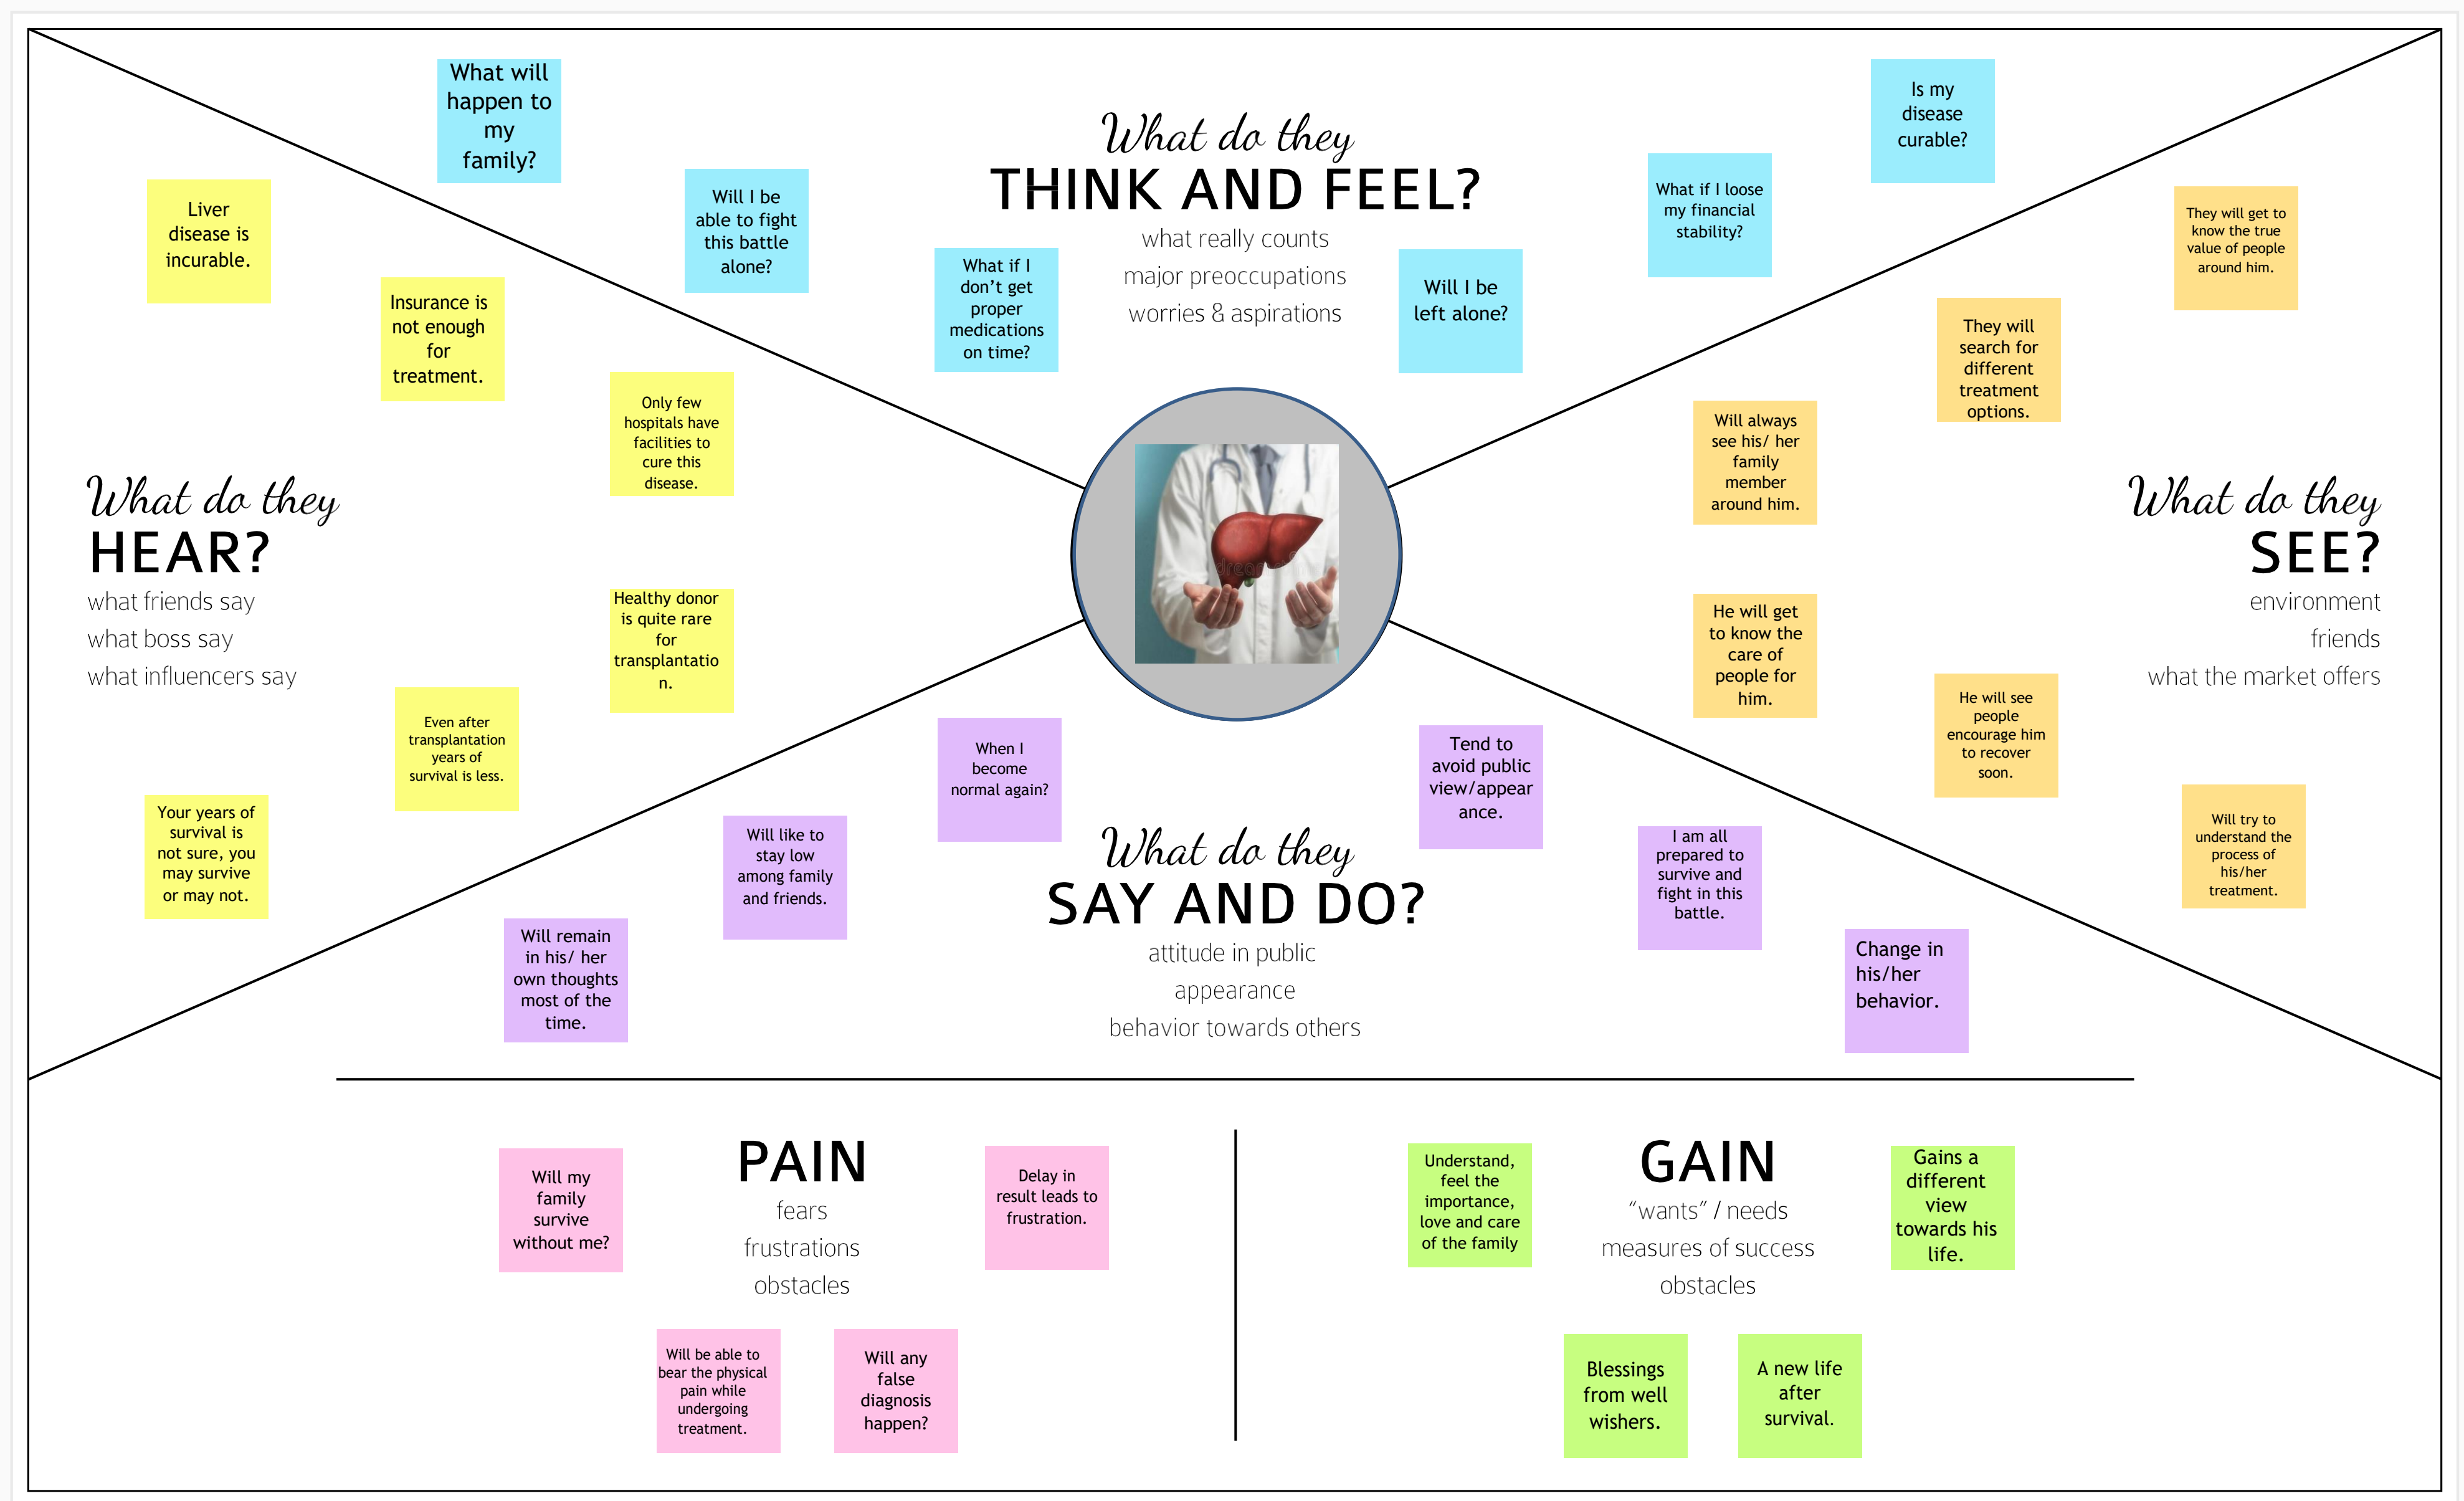 What will
happen to
my
family?
Will I be
able to fight
this battle
alone?
What if I
don't get
proper
medications
on time?
What do they
THINK AND FEEL?
what really counts
major preoccupations
worries & aspirations
Will I be
left alone?
What if I loose
my financial
stability?
Is my
disease
curable?
Liver
disease is
incurable.
Insurance is
not enough
for
treatment.
Only few
hospitals have
facilities to
cure this
disease.
What do they
HEAR?
what friends say
what boss say
what influencers say
Healthy donor
is quite rare
for
transplantatio
n.
Even after
transplantation
years of
survival is less.
Your years of
survival is
not sure, you
may survive
or may not.
They will get to
know the true
value of people
around him.
They will
search for
different
treatment
options.
Will always
see his/ her
family
member
around him.
What do they
SEE?
environment
friends
what the market offers
He will get
to know the
care of
people for
him.
He will see
people
encourage him
to recover
soon.
Will try to
understand the
process of
his/her
treatment.
When I
become
normal again?
Will like to
stay low
among family
and friends.
Will remain
in his/ her
own thoughts
most of the
time.
What do they
SAY AND DO?
attitude in public
appearance
behavior towards others
Tend to
avoid public
view/appear
ance.
I am all
prepared to
survive and
fight in this
battle.
Change in
his/her
behavior.
Will my
family
survive
without me?
PAIN
fears
frustrations
obstacles
Delay in
result leads to
frustration.
Will be able to
bear the physical
pain while
undergoing
treatment.
Will any
false
diagnosis
happen?
Understand,
feel the
importance,
love and care
of the family
GAIN
"wants" / needs
measures of success
obstacles
Gains a
different
view
towards his
life.
Blessings
from well
wishers.
A new life
after
survival.